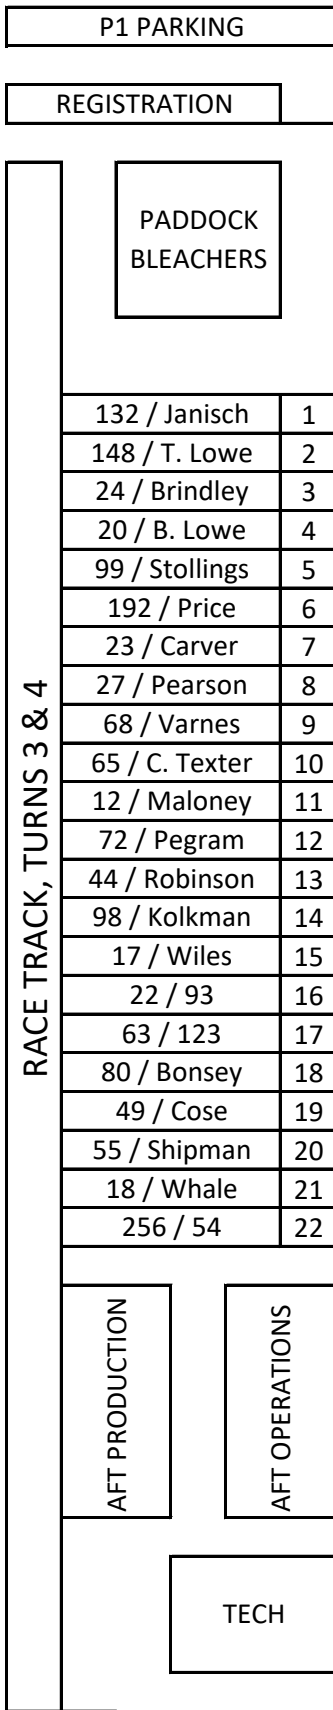 P1 PARKING
REGISTRATION
PADDOCK
BLEACHERS
132 / Janisch 1
148 / T. Lowe 2
24 / Brindley 3
20 / B. Lowe 4
99 / Stollings 5
192 / Price 6
23 / Carver 7
27 / Pearson 8
68 / Varnes 9
65 / C. Texter 10
12 / Maloney 11
72 / Pegram 12
44 / Robinson 13
98 / Kolkman 14
17 / Wiles 15
22 / 93 16
63 / 123 17
80 / Bonsey 18
49 / Cose 19
55 / Shipman 20
18 / Whale 21
256 / 54 22
RACE TRACK, TURNS 3 & 4
AFT PRODUCTION
AFT OPERATIONS
TECH